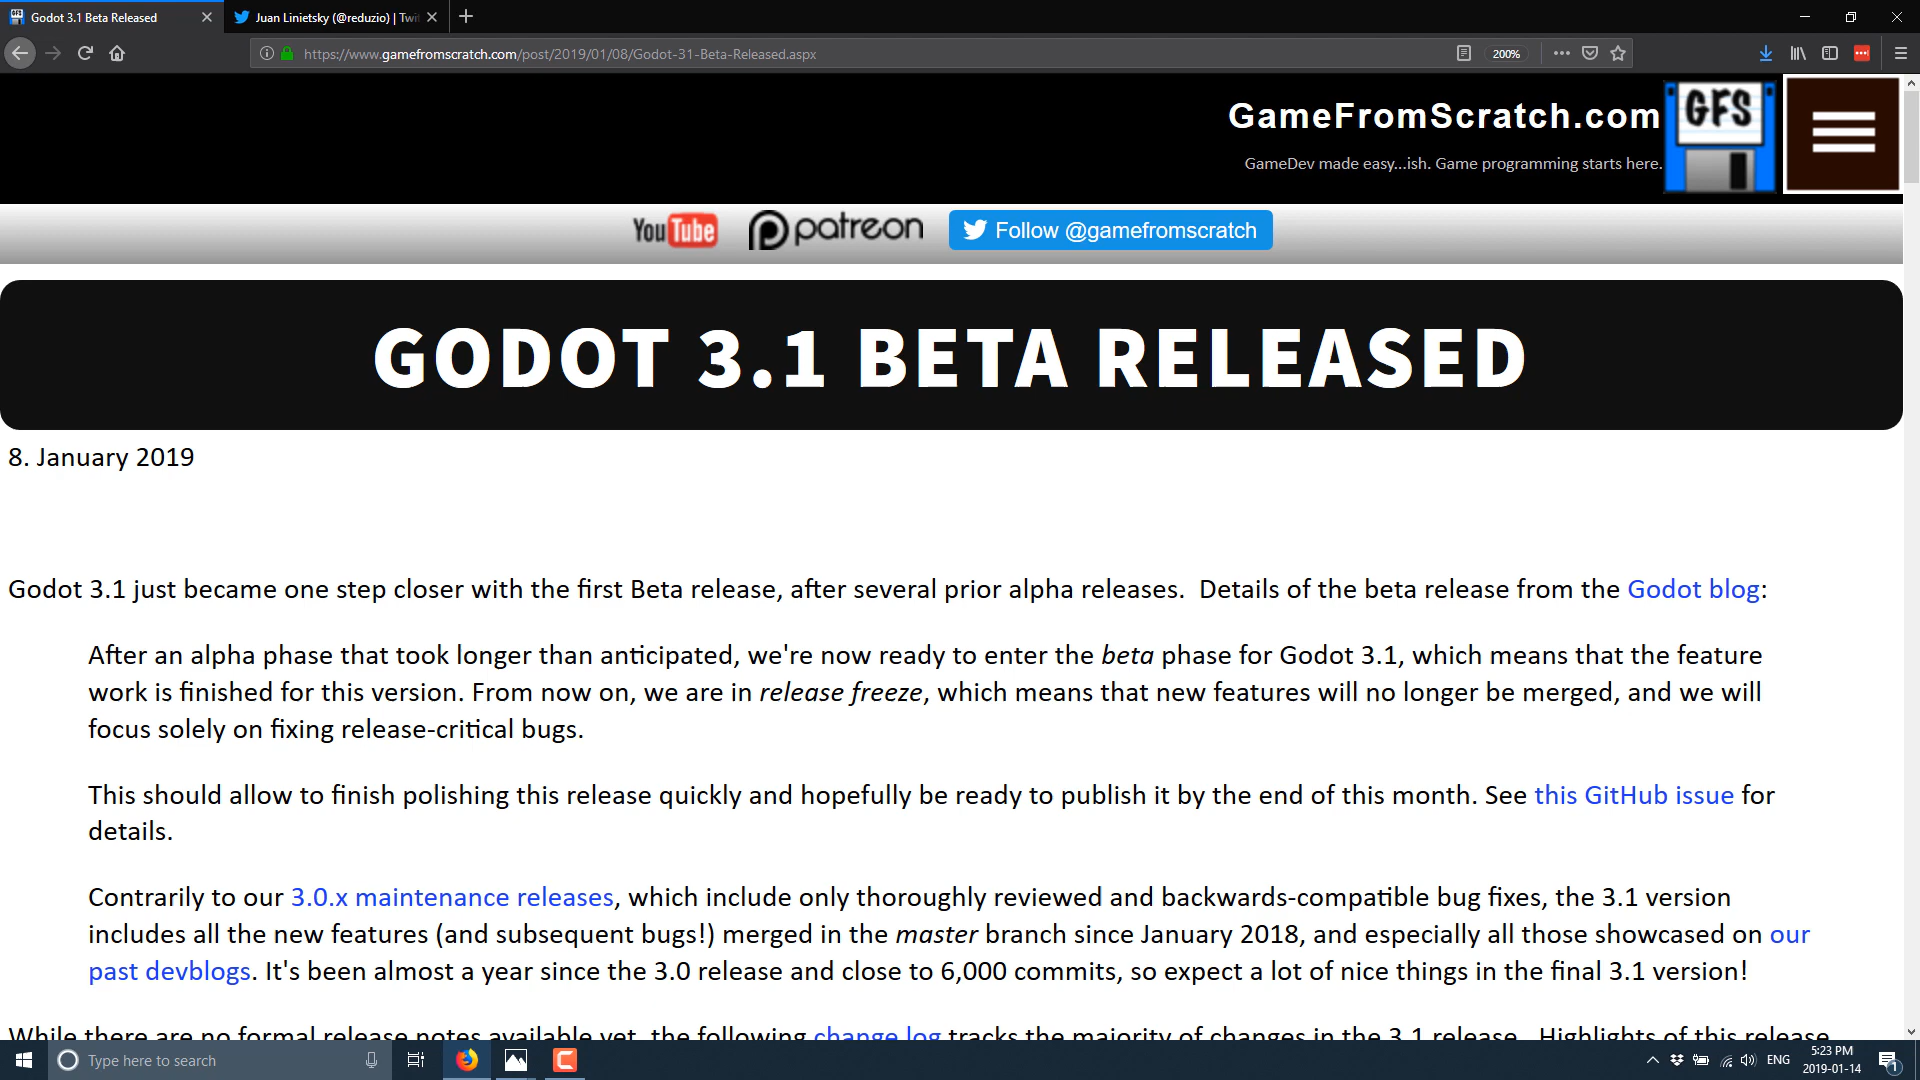 Godot 3.1 Beta Released
Juan Linietsky (@reduzio) | Twit
https://www.gamefromscratch.com/post/2019/01/08/Godot-31-Beta-Released.aspx
200%
GameFromScratch.com
GameDev made easy...ish. Game programming starts here.
GFS
YouTube
patreon
Follow @gamefromscratch
GODOT 3.1 BETA RELEASED
8. January 2019
Godot 3.1 just became one step closer with the first Beta release, after several prior alpha releases.  Details of the beta release from the Godot blog:
After an alpha phase that took longer than anticipated, we're now ready to enter the beta phase for Godot 3.1, which means that the feature
work is finished for this version. From now on, we are in release freeze, which means that new features will no longer be merged, and we will
focus solely on fixing release-critical bugs.
This should allow to finish polishing this release quickly and hopefully be ready to publish it by the end of this month. See this GitHub issue for
details.
Contrarily to our 3.0.x maintenance releases, which include only thoroughly reviewed and backwards-compatible bug fixes, the 3.1 version
includes all the new features (and subsequent bugs!) merged in the master branch since January 2018, and especially all those showcased on our
past devblogs. It's been almost a year since the 3.0 release and close to 6,000 commits, so expect a lot of nice things in the final 3.1 version!
While there are no formal release notes available yet, the following change log tracks the majority of changes in the 3.1 release.  Highlights of this release
Type here to search
ENG
5:23 PM
2019-01-14
1